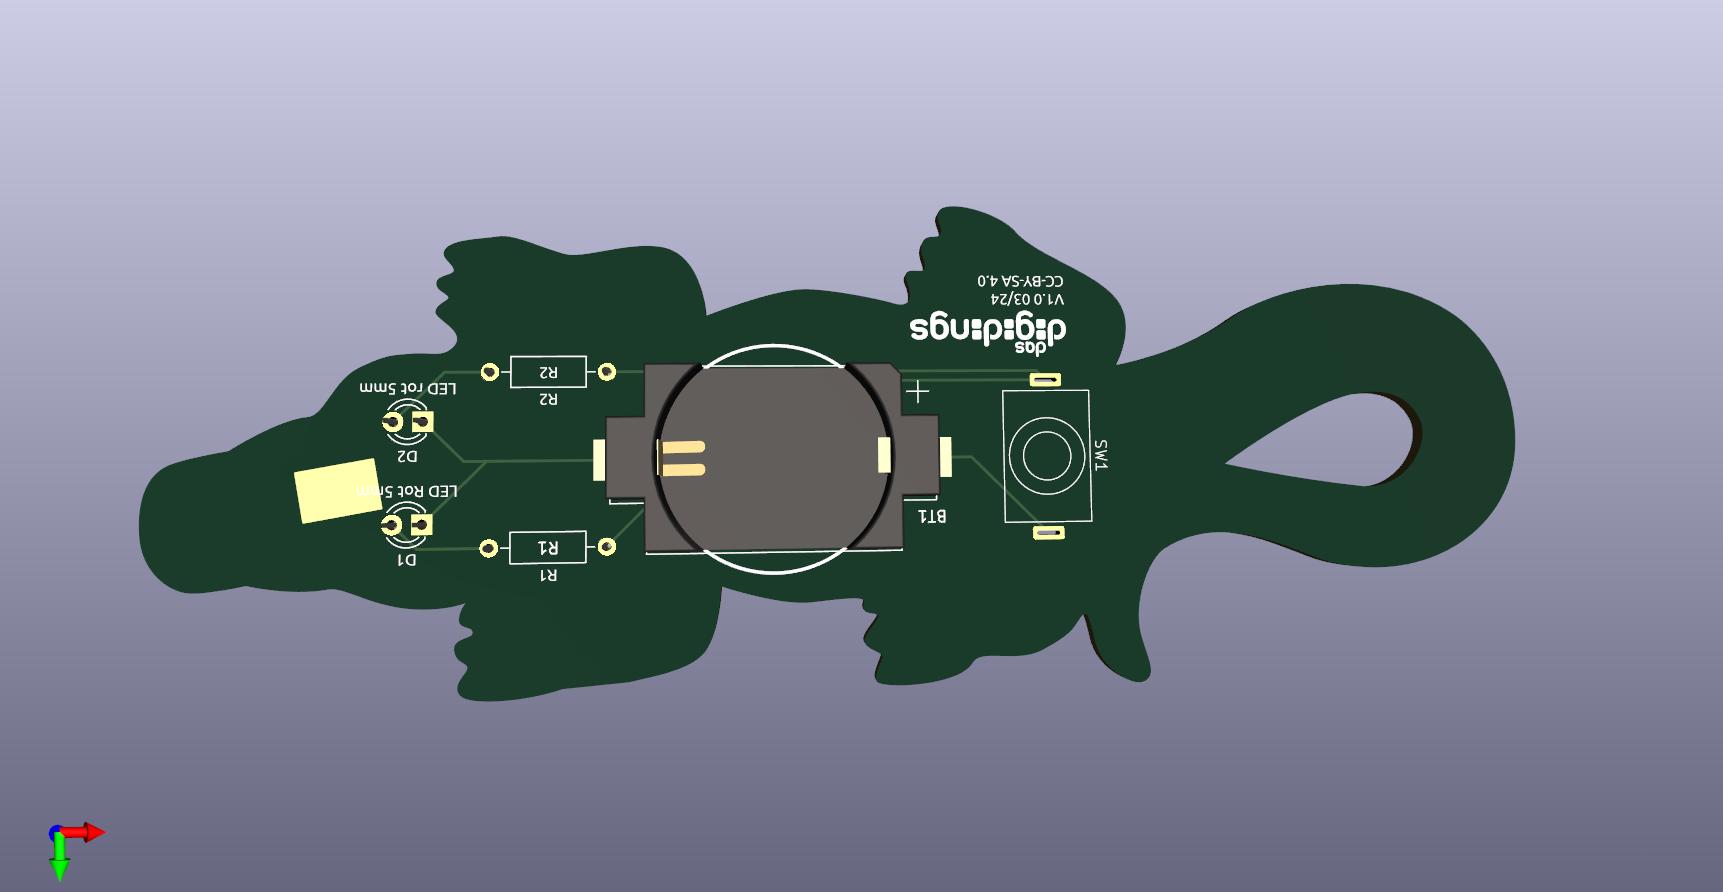 das
digidings
V1.0 03/24
CC-BY-SA 4.0
R2
R2
LED rot 5mm
D2
LED Rot 5mm
D1
R1
R1
BT1
SW1